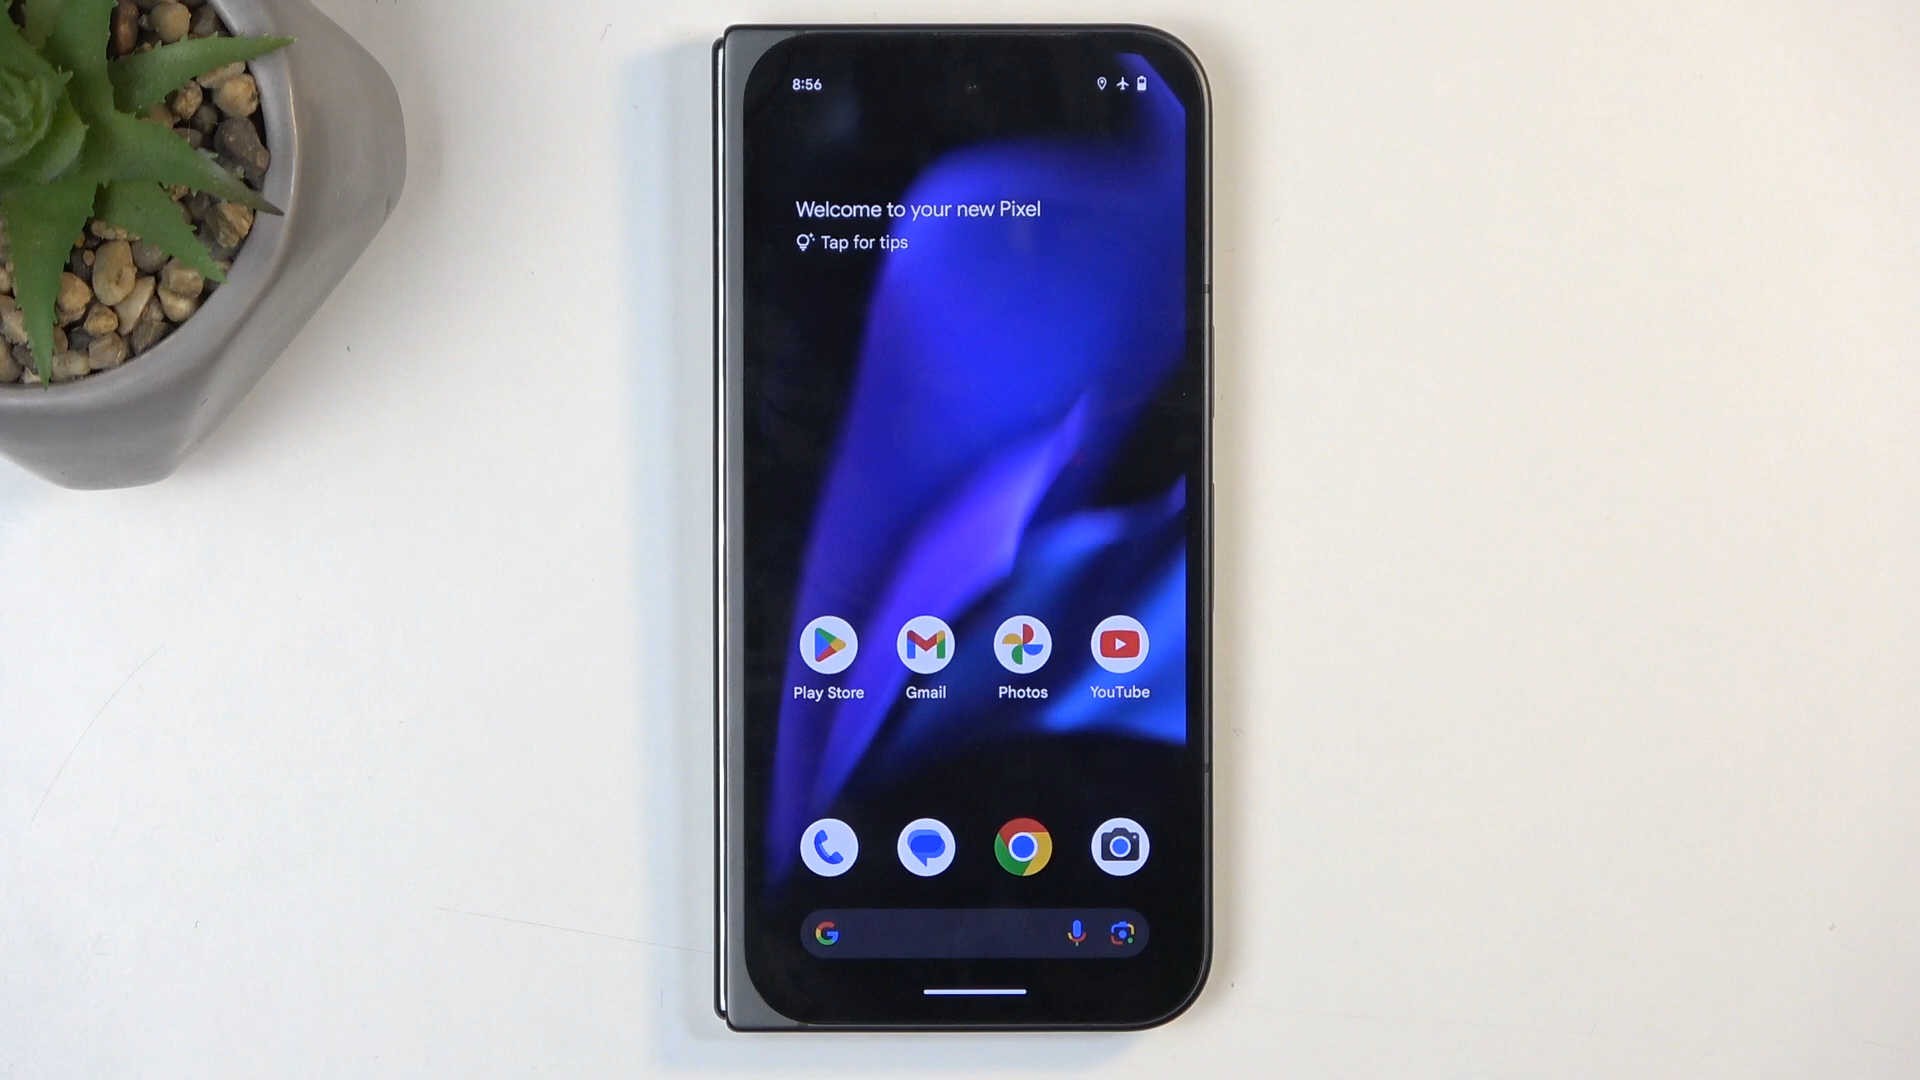 8:56
Welcome to your new Pixel
Tap for tips
Play Store
Gmail
Photos
YouTube